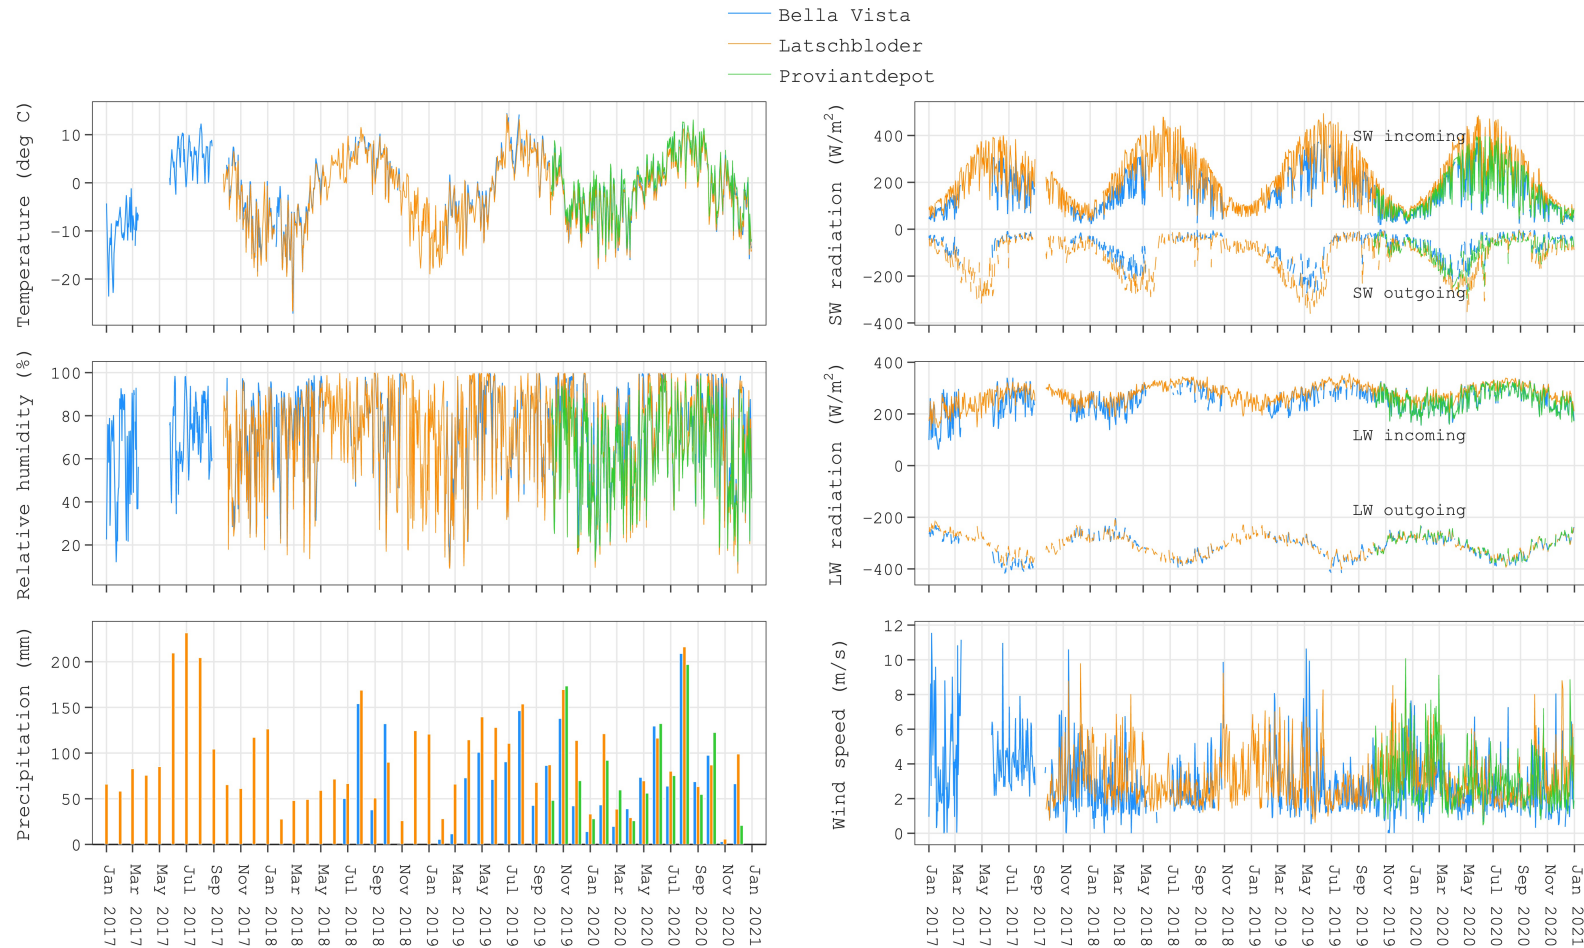 Bella Vista
Latschbloder
Proviantdepot
Temperature (deg C)
10
0
−10
−20
SW radiation (W/m²)
400
200
0
−200
−400
SW incoming
SW outgoing
Relative humidity (%)
100
80
60
40
20
LW radiation (W/m²)
400
200
0
−200
−400
LW incoming
LW outgoing
Precipitation (mm)
200
150
100
50
0
Wind speed (m/s)
12
10
8
6
4
2
0
Jan 2017
Mar 2017
May 2017
Jul 2017
Sep 2017
Nov 2017
Jan 2018
Mar 2018
May 2018
Jul 2018
Sep 2018
Nov 2018
Jan 2019
Mar 2019
May 2019
Jul 2019
Sep 2019
Nov 2019
Jan 2020
Mar 2020
May 2020
Jul 2020
Sep 2020
Nov 2020
Jan 2021
Jan 2017
Mar 2017
May 2017
Jul 2017
Sep 2017
Nov 2017
Jan 2018
Mar 2018
May 2018
Jul 2018
Sep 2018
Nov 2018
Jan 2019
Mar 2019
May 2019
Jul 2019
Sep 2019
Nov 2019
Jan 2020
Mar 2020
May 2020
Jul 2020
Sep 2020
Nov 2020
Jan 2021